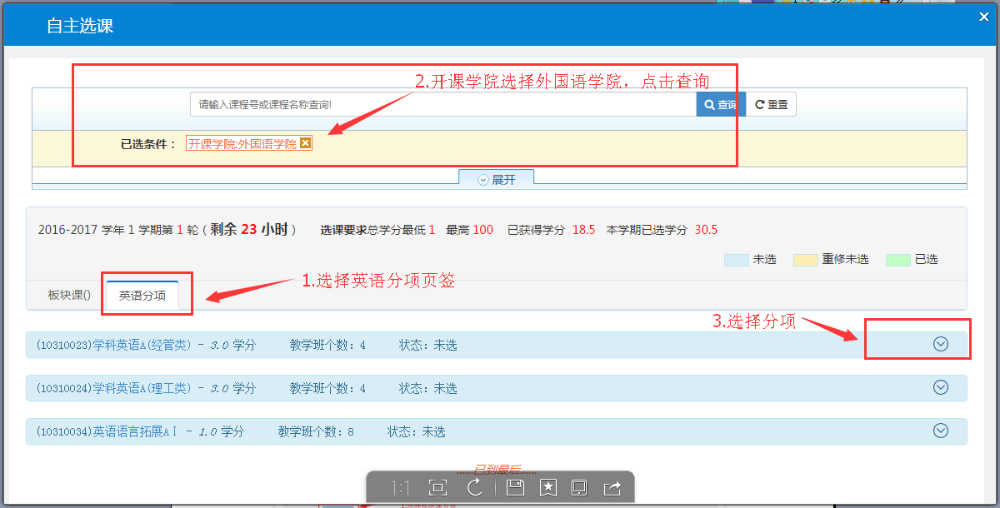 自主选课
2.开课学院选择外国语学院，点击查询
请输入课程号或课程名称查询!
查询
重置
已选条件：
开课学院:外国语学院
展开
2016-2017 学年 1 学期第 1 轮 ( 剩余 23 小时 )  选课要求总学分最低 1 最高 100 已获得学分 18.5 本学期已选学分 30.5
未选 重修未选 已选
1.选择英语分项页签
板块课() 英语分项
3.选择分项
(10310023)学科英语A(经管类) - 3.0 学分 教学班个数：4 状态：未选
(10310024)学科英语A(理工类) - 3.0 学分 教学班个数：4 状态：未选
(10310034)英语语言拓展AⅠ - 1.0 学分 教学班个数：8 状态：未选
......已到最后......
1:1